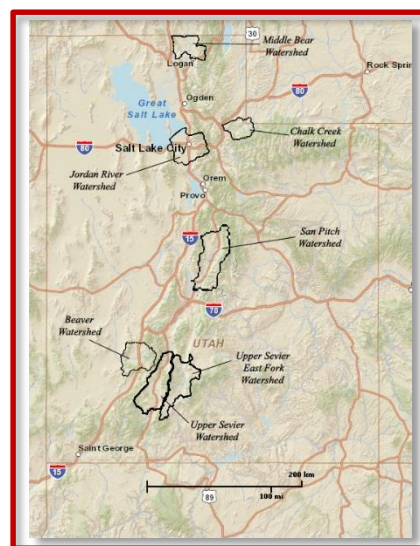 30
Middle Bear
Watershed
Logan
Rock Sprin
Ogden
80
Great
Salt Lake
Chalk Creek
Watershed
80
Salt Lake City
Jordan River
Watershed
Orem
Provo
San Pitch
Watershed
15
70
Beaver
Watershed
UTAH
Upper Sevier
East Fork
Watershed
Upper Sevier
Watershed
Saint George
15
200 km
100 mi
89